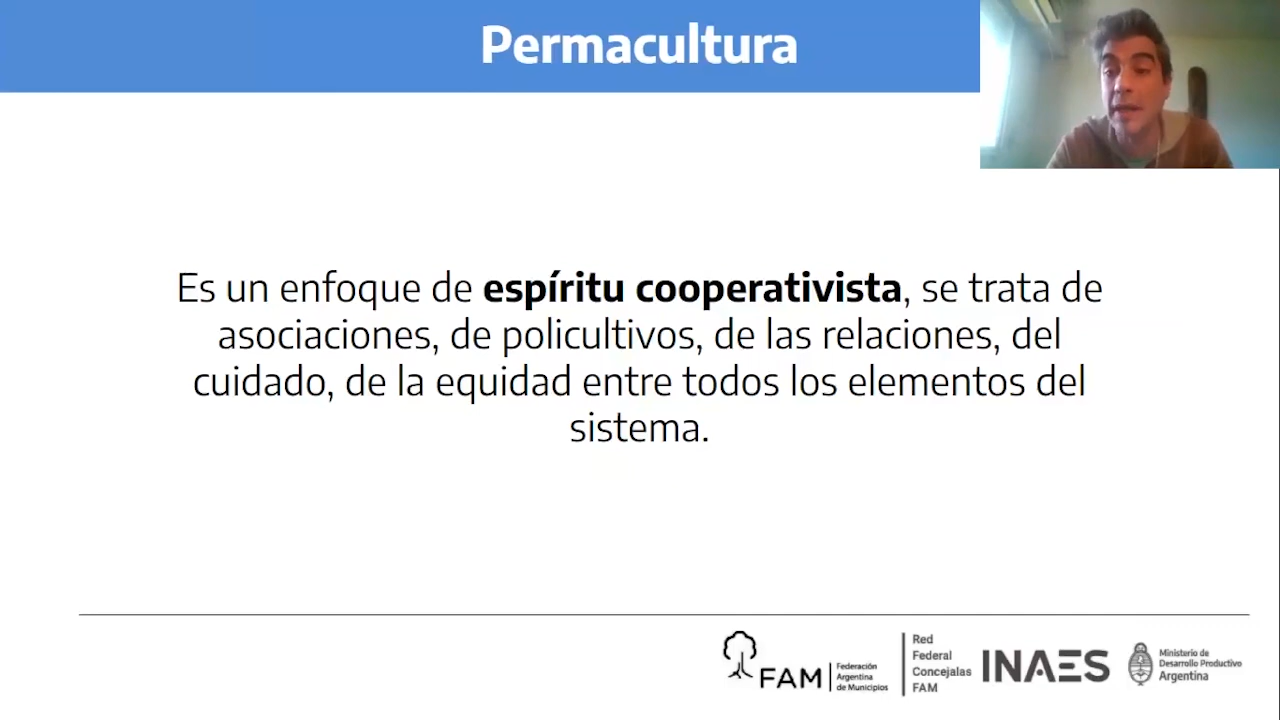 Permacultura
Es un enfoque de espíritu cooperativista, se trata de
asociaciones, de policultivos, de las relaciones, del
cuidado, de la equidad entre todos los elementos del
sistema.
FAM
Federación
Argentina
de Municipios
Red
Federal
Concejalas
FAM
INAES
Ministerio de
Desarrollo Productivo
Argentina